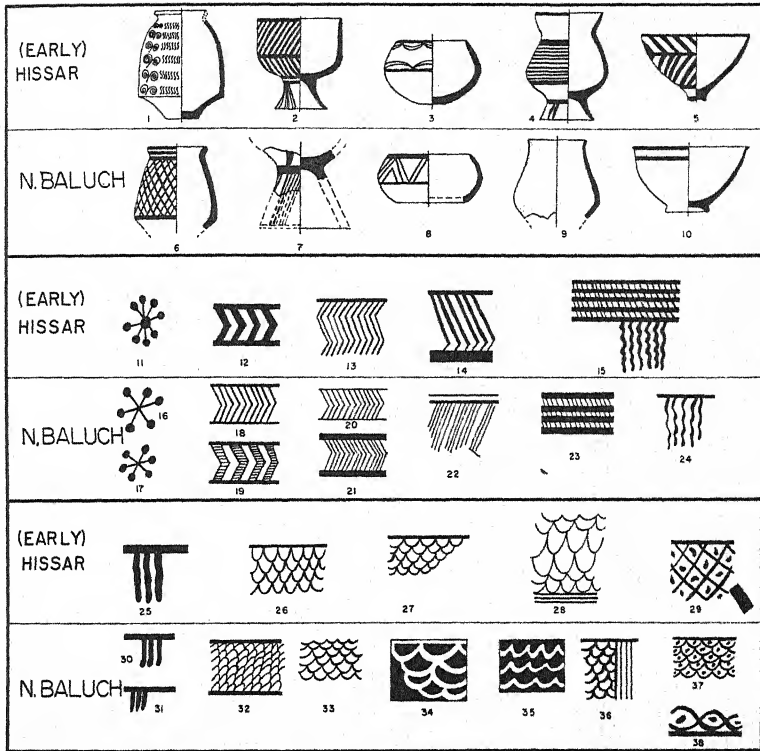 (EARLY)
HISSAR
1 2 3 4 5
N. BALUCH
6 7 8 9 10
(EARLY)
HISSAR
11 12 13 14 15
N. BALUCH
16
17
18
19
20
21
22
23
24
(EARLY)
HISSAR
25 26 27 28 29
N. BALUCH
30
31
32
33
34
35
36
37
38